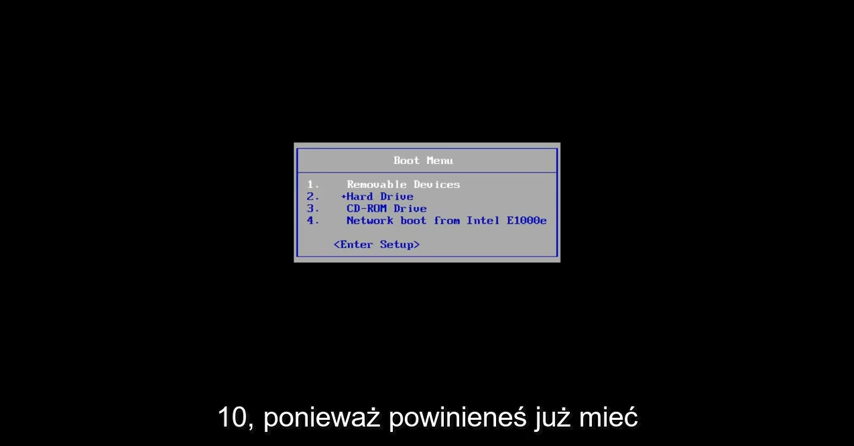 Boot Menu
1. Removable Devices
2. +Hard Drive
3. CD-ROM Drive
4. Network boot from Intel E1000e
<Enter Setup>
10, ponieważ powinieneś już mieć